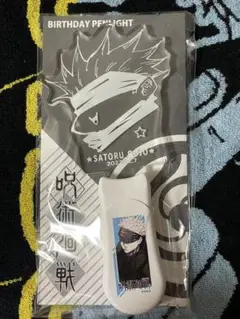 BIRTHDAY PENLIGHT
★SATORU GOJO★
呪術廻戦